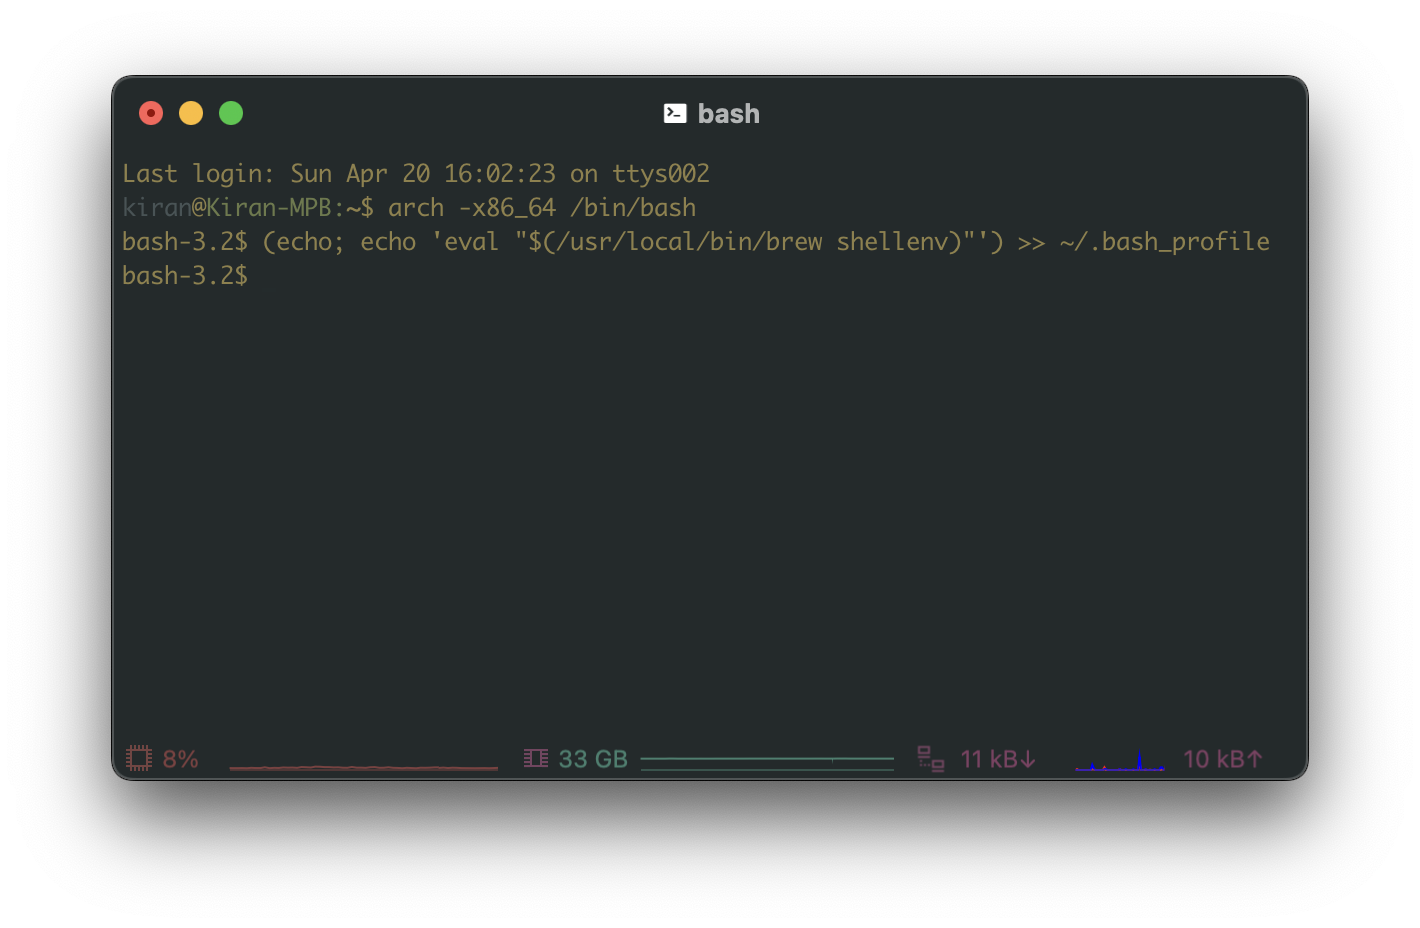 bash
Last login: Sun Apr 20 16:02:23 on ttys002
kiran@Kiran-MPB:~$ arch -x86_64 /bin/bash
bash-3.2$ (echo; echo 'eval "$(/usr/local/bin/brew shellenv)"') >> ~/.bash_profile
bash-3.2$
8% 33 GB 11 kB↓ 10 kB↑